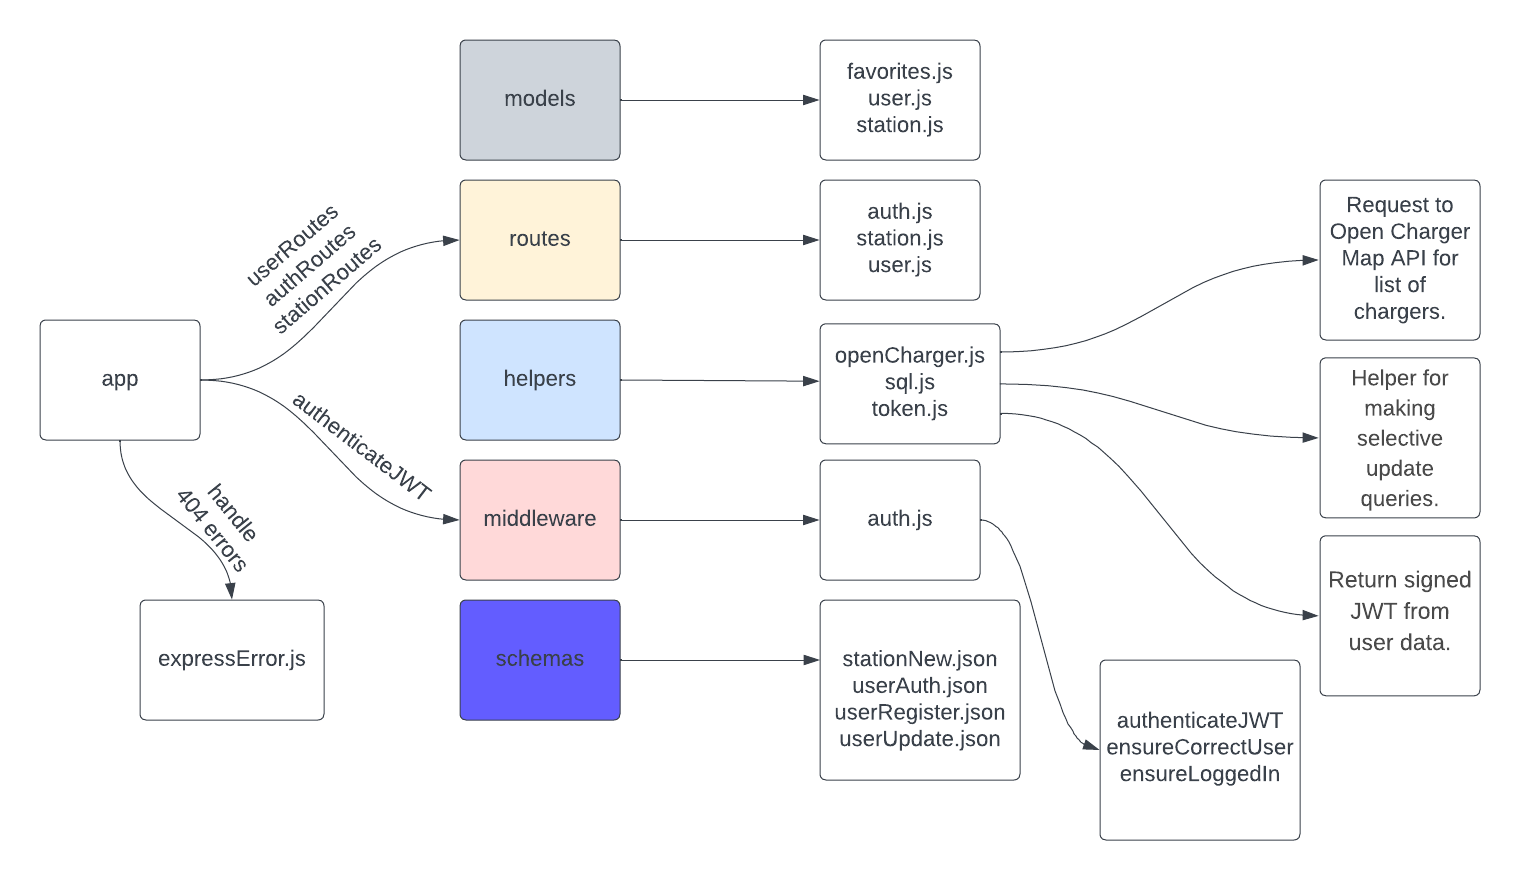 models
favorites.js
user.js
station.js
userRoutes
authRoutes
stationRoutes
routes
auth.js
station.js
user.js
Request to
Open Charger
Map API for
list of
chargers.
app
helpers
openCharger.js
sql.js
token.js
Helper for
making
selective
update
queries.
authenticateJWT
middleware
auth.js
handle
404 errors
Return signed
JWT from
user data.
expressError.js
schemas
stationNew.json
userAuth.json
userRegister.json
userUpdate.json
authenticateJWT
ensureCorrectUser
ensureLoggedIn